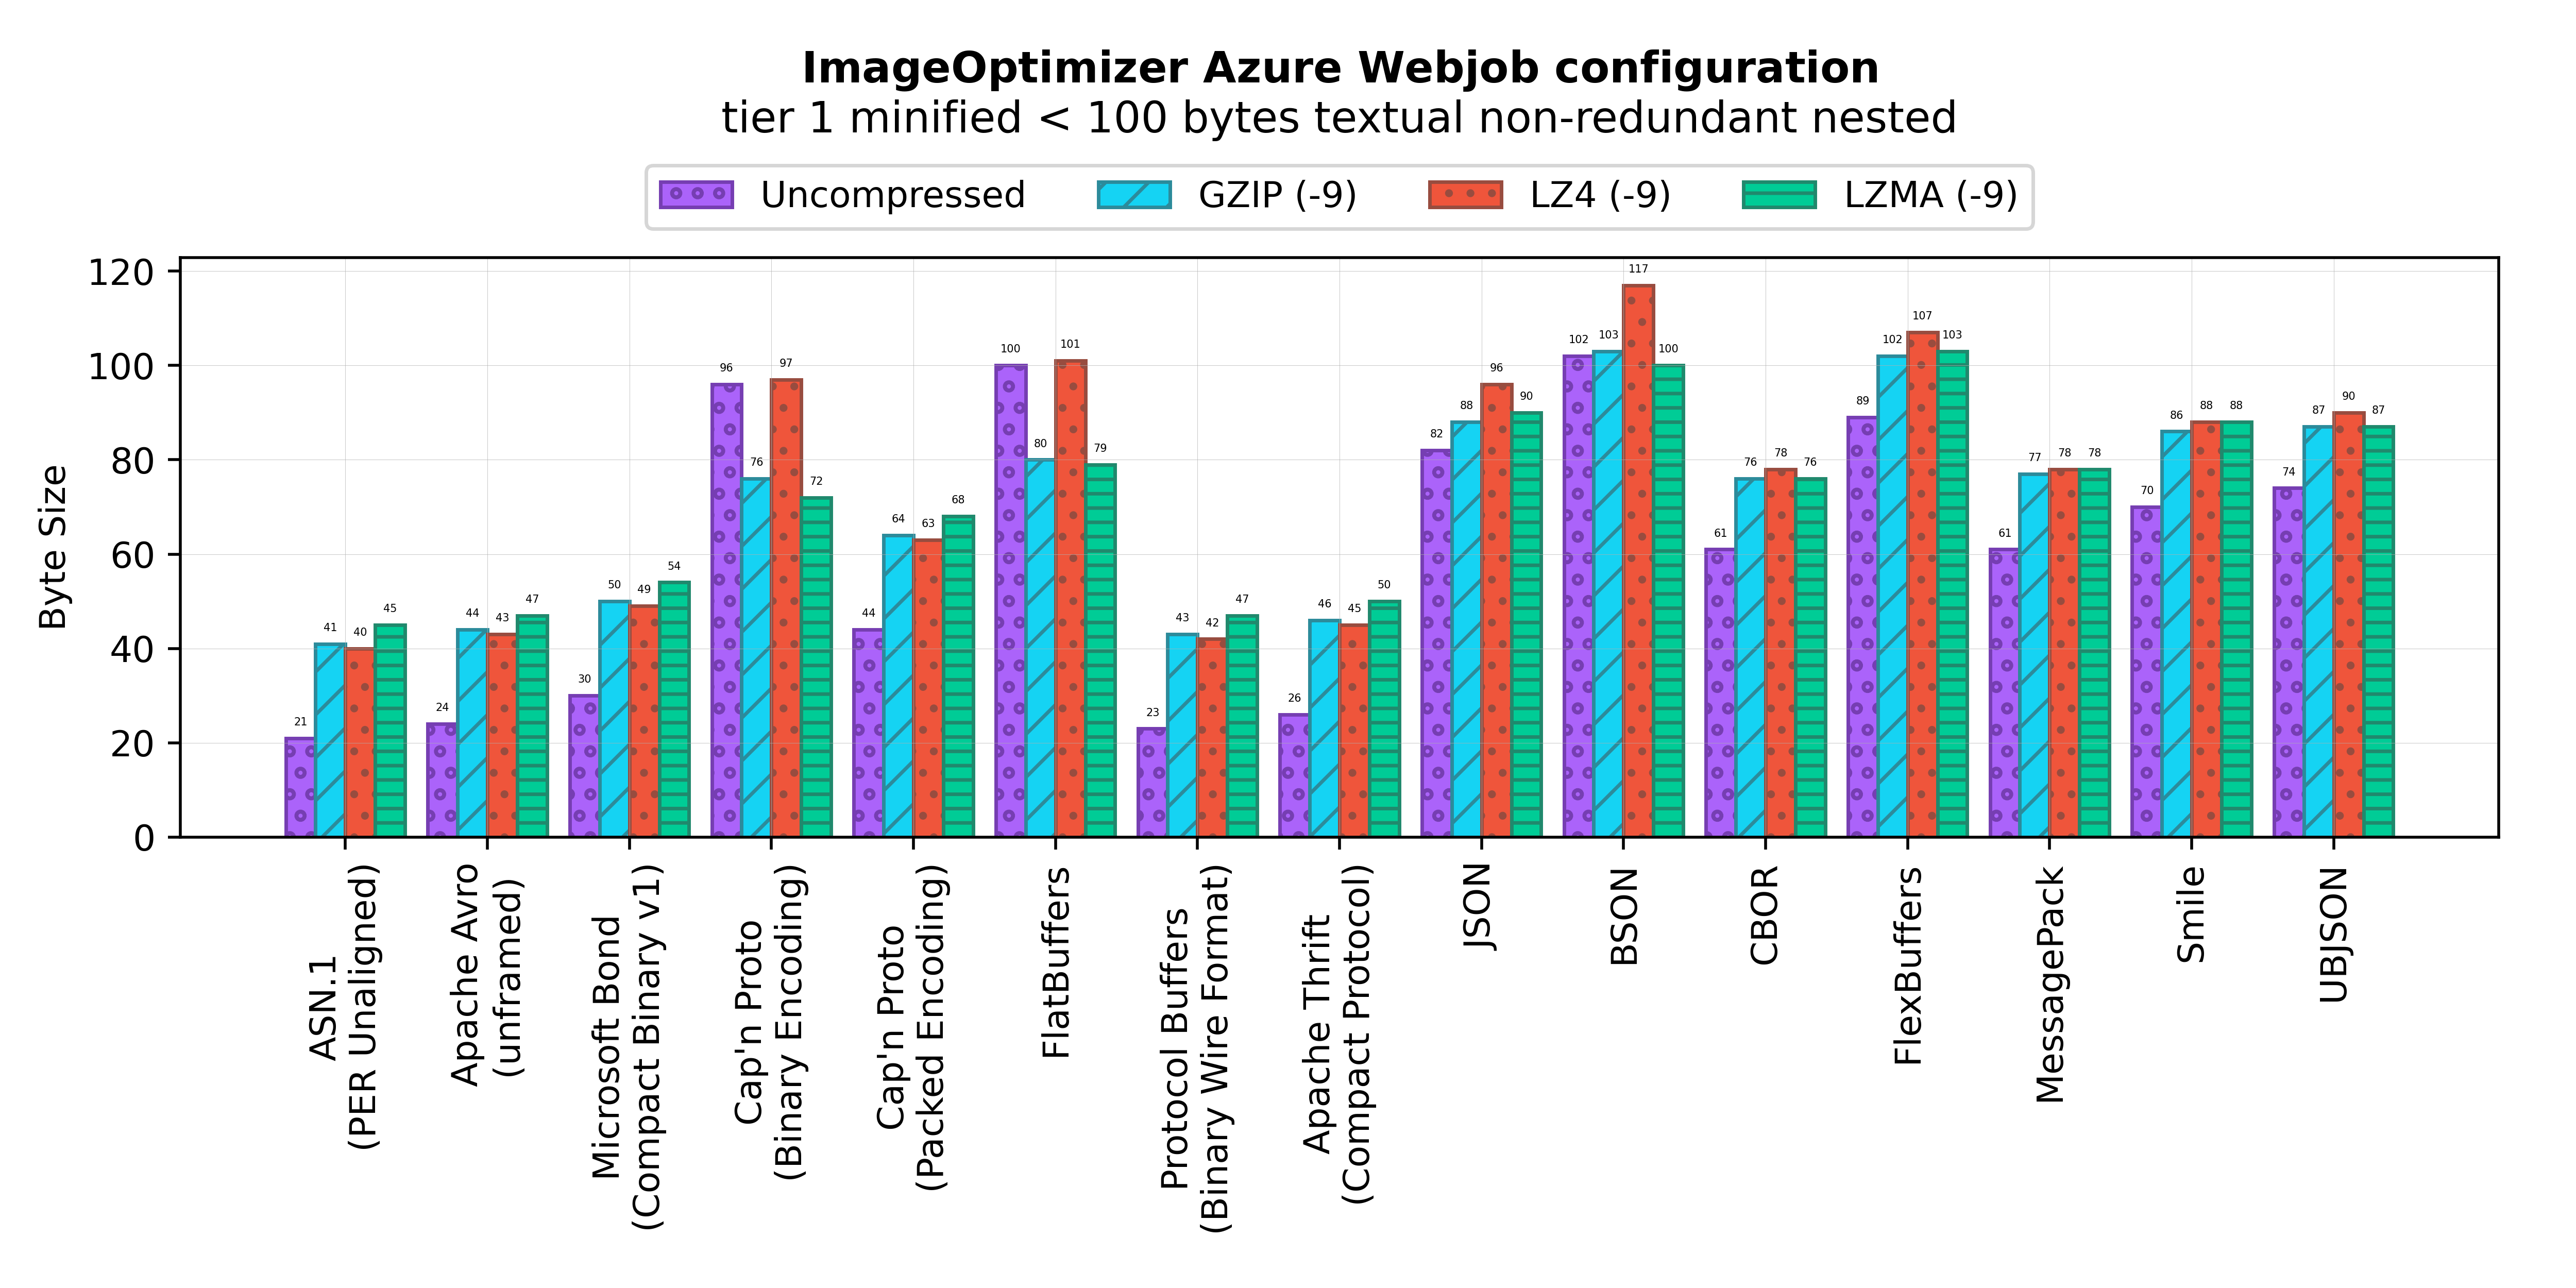 ImageOptimizer Azure Webjob configuration
tier 1 minified < 100 bytes textual non-redundant nested
Uncompressed
GZIP (-9)
LZ4 (-9)
LZMA (-9)
Byte Size
120
100
80
60
40
20
0
21
41
40
45
24
44
43
47
30
50
49
54
96
76
97
72
44
64
63
68
100
80
101
79
23
43
42
47
26
46
45
50
82
88
96
90
102
103
117
100
61
76
78
76
89
102
107
103
61
77
78
78
70
86
88
88
74
87
90
87
ASN.1
(PER Unaligned)
Apache Avro
(unframed)
Microsoft Bond
(Compact Binary v1)
Cap'n Proto
(Binary Encoding)
Cap'n Proto
(Packed Encoding)
FlatBuffers
Protocol Buffers
(Binary Wire Format)
Apache Thrift
(Compact Protocol)
JSON
BSON
CBOR
FlexBuffers
MessagePack
Smile
UBJSON